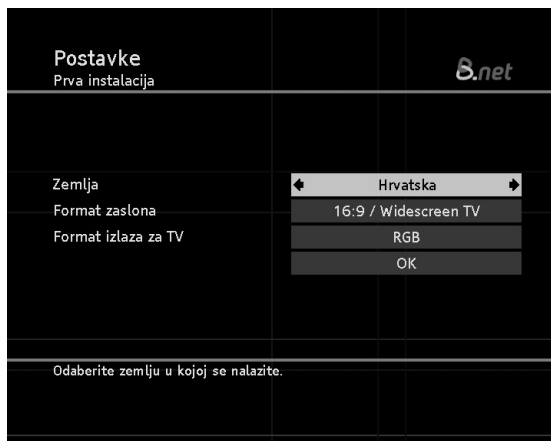 Postavke
Prva instalacija
B.net
Zemlja Hrvatska
Format zaslona 16:9 / Widescreen TV
Format izlaza za TV RGB
OK
Odaberite zemlju u kojoj se nalazite.